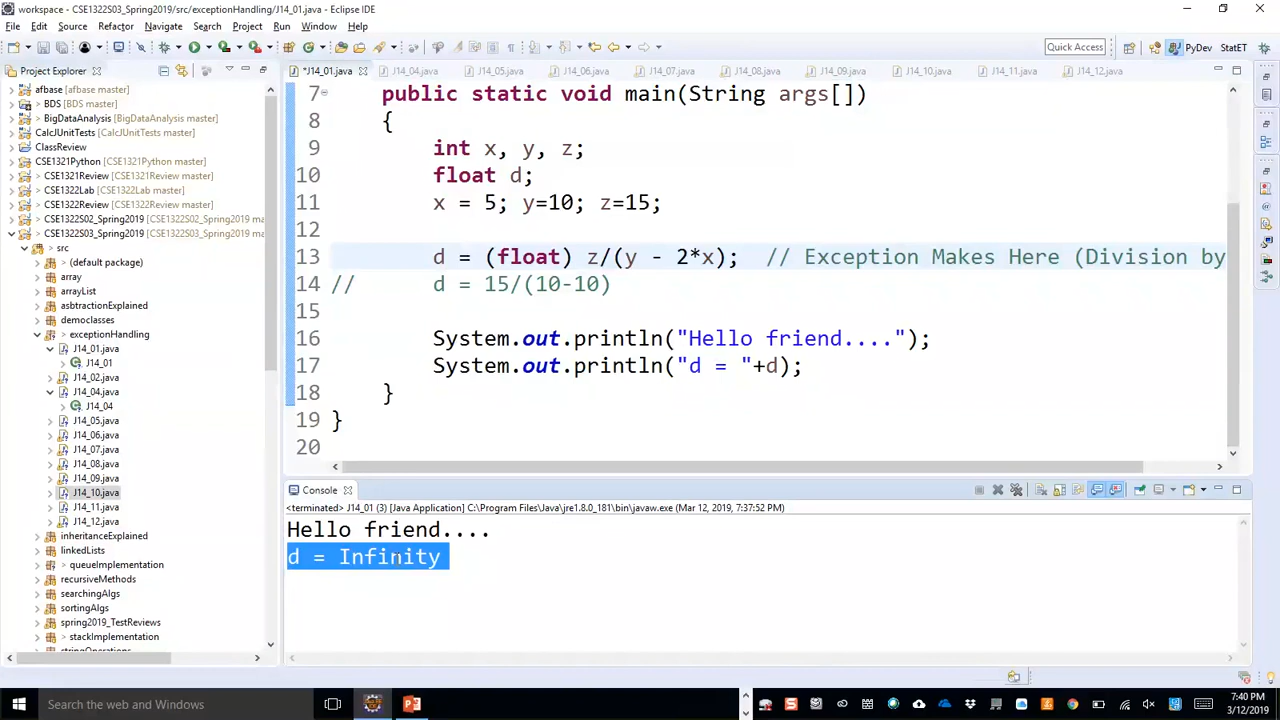 workspace - CSE1322S03_Spring2019/src/exceptionHandling/J14_01.java - Eclipse IDE
File Edit Source Refactor Navigate Search Project Run Window Help
Quick Access
PyDev
StatET
Project Explorer
*J14_01.java
J14_04.java
J14_05.java
J14_06.java
J14_07.java
J14_08.java
J14_09.java
J14_10.java
J14_11.java
J14_12.java
afbase [afbase master]
> BDS [BDS master]
> BigDataAnalysis [BigDataAnalysis master]
CalcJUnitTests [CalcJUnitTests master]
ClassReview
CSE1321Python [CSE1321Python master]
> CSE1321Review [CSE1321Review master]
> CSE1322Lab [CSE1322Lab master]
> CSE1322Review [CSE1322Review master]
CSE1322S02_Spring2019 [CSE1322S02_Spring2019 ma
CSE1322S03_Spring2019 [CSE1322S03_Spring2019 ma
src
(default package)
array
arrayList
asbtractionExplained
democlasses
exceptionHandling
J14_01.java
J14_01
J14_02.java
J14_04.java
J14_04
J14_05.java
J14_06.java
J14_07.java
J14_08.java
J14_09.java
J14_10.java
J14_11.java
J14_12.java
inheritanceExplained
linkedLists
> queueImplementation
recursiveMethods
searchingAlgs
sortingAlgs
spring2019_TestReviews
> stackImplementation
stringOperations
7 public static void main(String args[])
8 {
9 int x, y, z;
10 float d;
11 x = 5; y=10; z=15;
12
13 d = (float) z/(y - 2*x); // Exception Makes Here (Division by
14 // d = 15/(10-10)
15
16 System.out.println("Hello friend....");
17 System.out.println("d = "+d);
18 }
19 }
20
Console
<terminated> J14_01 (3) [Java Application] C:\Program Files\Java\jre1.8.0_181\bin\javaw.exe (Mar 12, 2019, 7:37:52 PM)
Hello friend....
d = Infinity
Search the web and Windows
7:40 PM
3/12/2019